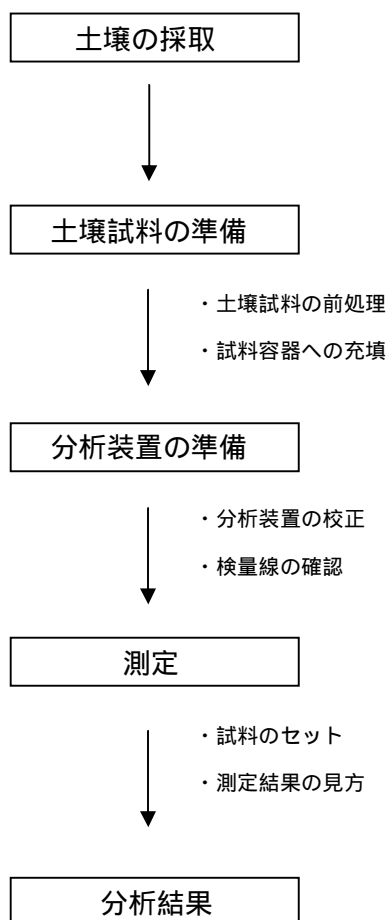 土壌の採取
土壌試料の準備
・土壌試料の前処理
・試料容器への充填
分析装置の準備
・分析装置の校正
・検量線の確認
測定
・試料のセット
・測定結果の見方
分析結果